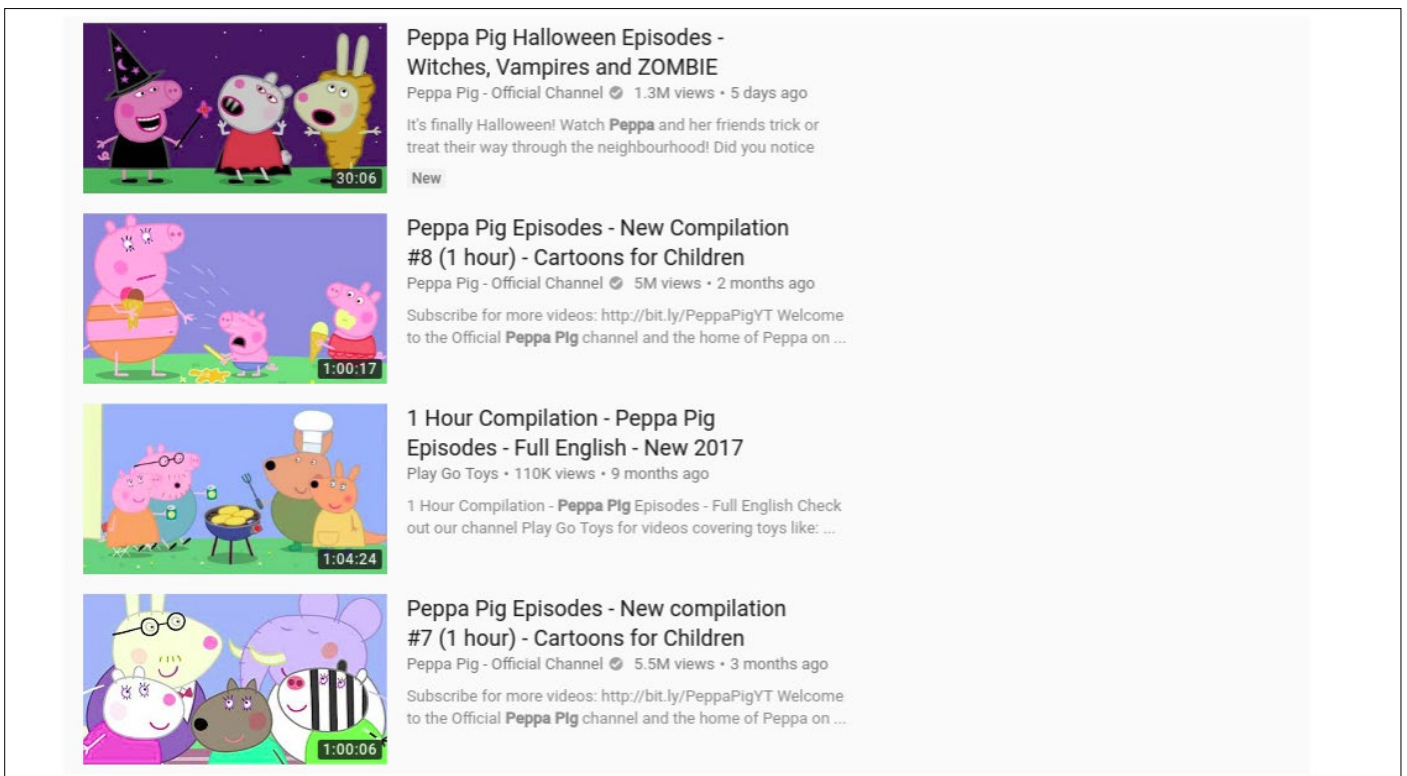 Peppa Pig Halloween Episodes -
Witches, Vampires and ZOMBIE
Peppa Pig - Official Channel 1.3M views • 5 days ago
It's finally Halloween! Watch Peppa and her friends trick or
treat their way through the neighbourhood! Did you notice
30:06
New
Peppa Pig Episodes - New Compilation
#8 (1 hour) - Cartoons for Children
Peppa Pig - Official Channel 5M views • 2 months ago
Subscribe for more videos: http://bit.ly/PeppaPigYT Welcome
to the Official Peppa Pig channel and the home of Peppa on ...
1:00:17
1 Hour Compilation - Peppa Pig
Episodes - Full English - New 2017
Play Go Toys • 110K views • 9 months ago
1 Hour Compilation - Peppa Pig Episodes - Full English Check
out our channel Play Go Toys for videos covering toys like: ...
1:04:24
Peppa Pig Episodes - New compilation
#7 (1 hour) - Cartoons for Children
Peppa Pig - Official Channel 5.5M views • 3 months ago
Subscribe for more videos: http://bit.ly/PeppaPigYT Welcome
to the Official Peppa Pig channel and the home of Peppa on ...
1:00:06